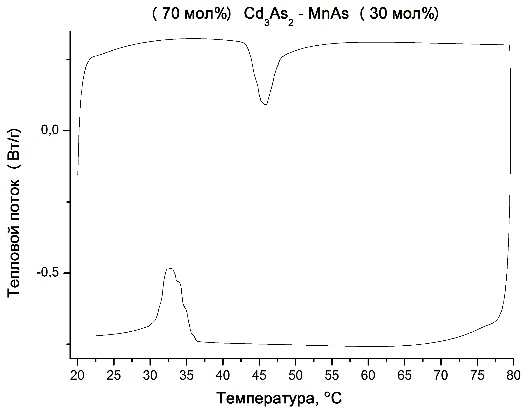 ( 70 мол%) Cd₃As₂ - MnAs ( 30 мол%)
Тепловой поток ( Вт/г)
0,0
-0,5
20 25 30 35 40 45 50 55 60 65 70 75 80
Температура, °C